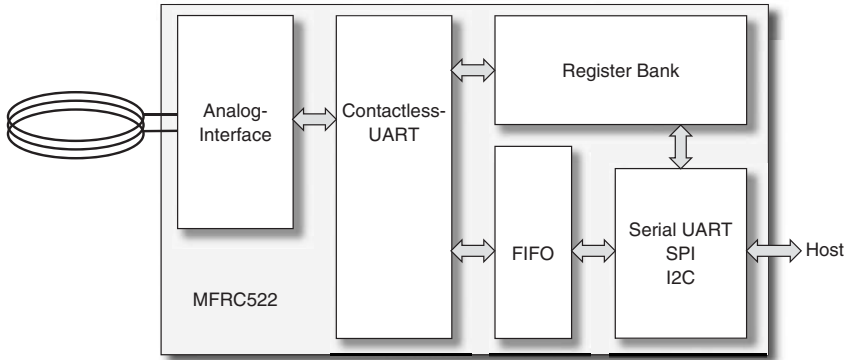 Analog-
Interface
Contactless-
UART
Register Bank
FIFO
Serial UART
SPI
I2C
Host
MFRC522